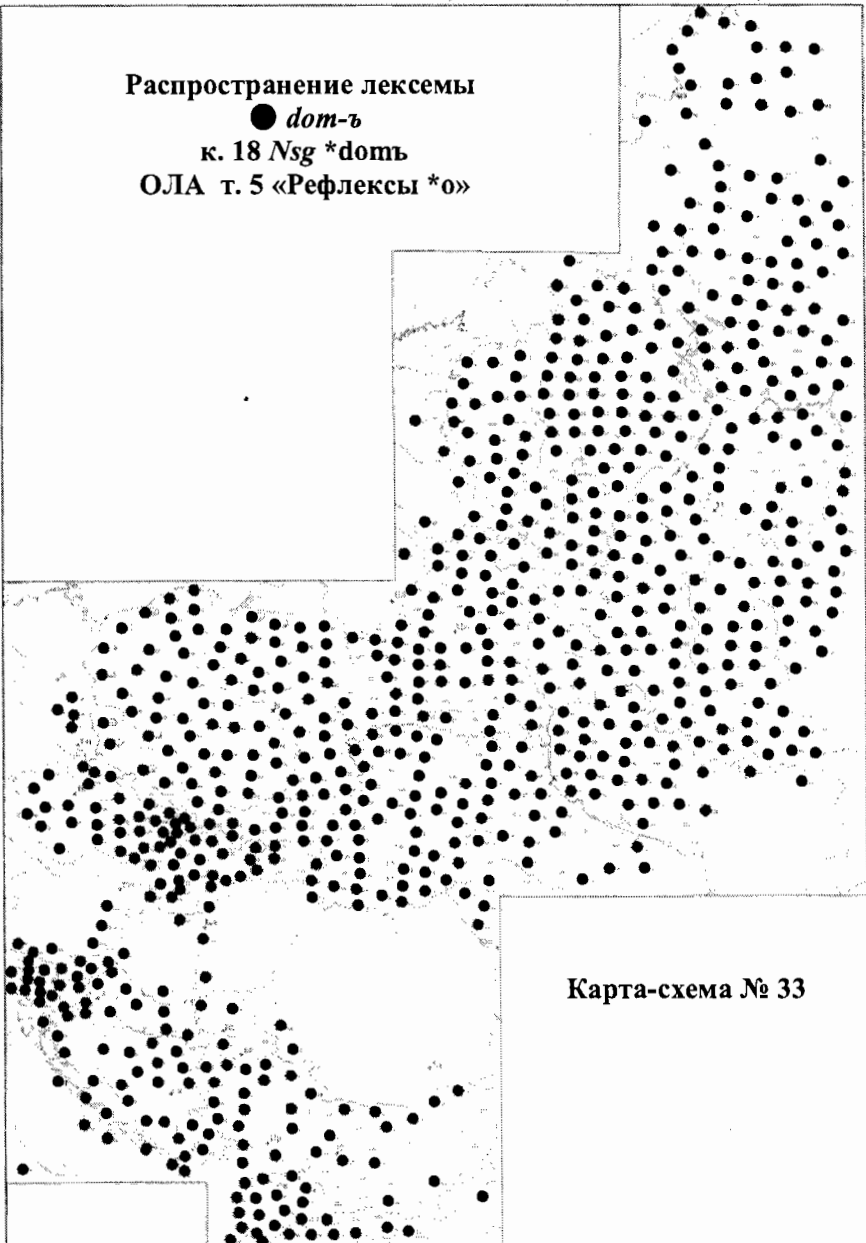 Распространение лексемы
● dom-ъ
к. 18 Nsg *domъ
ОЛА т. 5 «Рефлексы *о»
Карта-схема № 33